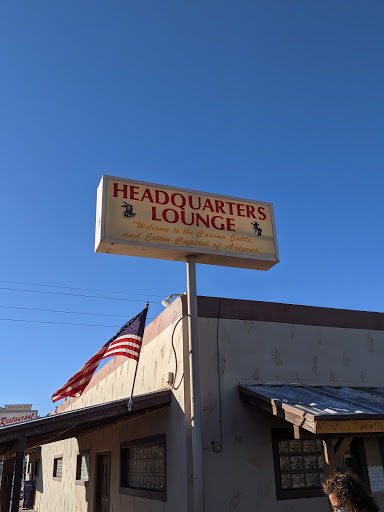 HEADQUARTERS
LOUNGE
"Welcome to the Casino, Cattle,
and Cotton Capitol of Arizona"
Restaurant